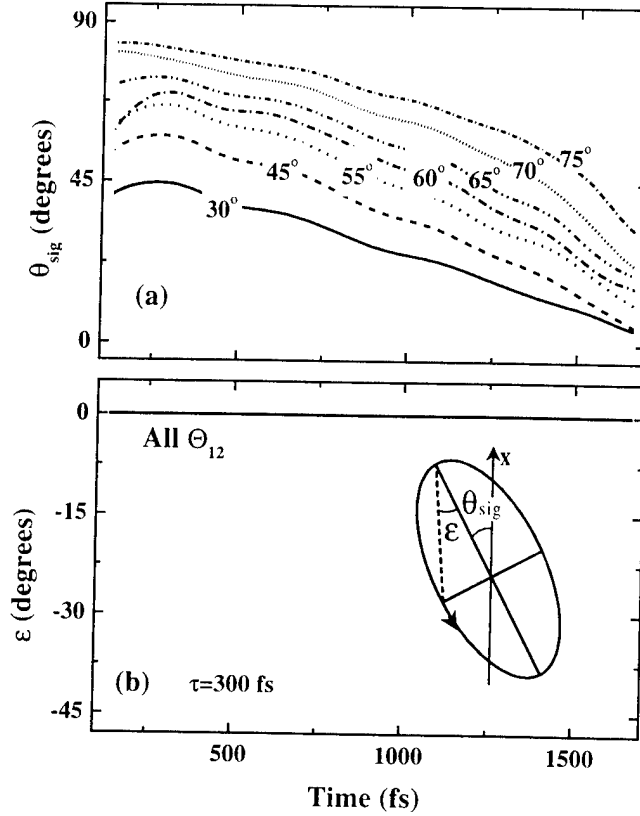 90
45
0
θsig (degrees)
75°
70°
65°
60°
55°
45°
30°
(a)
0
-15
-30
-45
ε (degrees)
All Θ12
x
θsig
ε
(b) τ=300 fs
500 1000 1500
Time (fs)